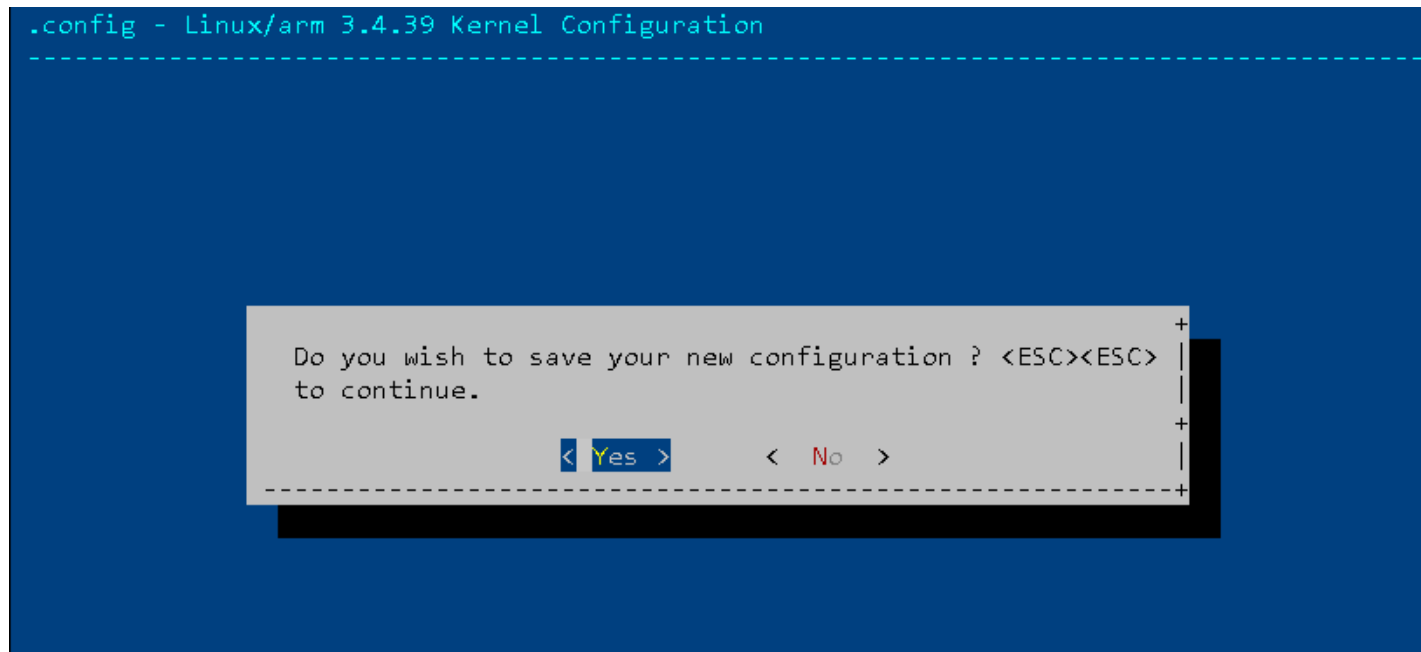 .config - Linux/arm 3.4.39 Kernel Configuration
Do you wish to save your new configuration ? <ESC><ESC>
to continue.
< Yes > < No >